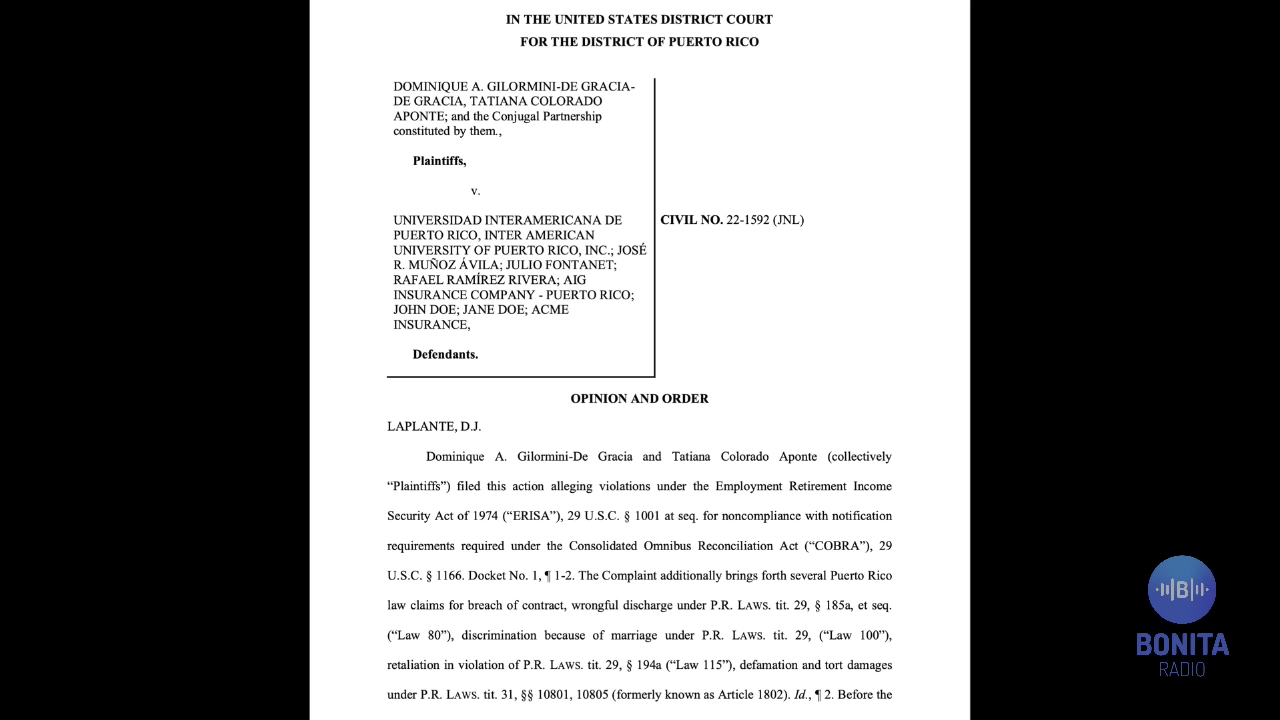 IN THE UNITED STATES DISTRICT COURT
FOR THE DISTRICT OF PUERTO RICO
DOMINIQUE A. GILORMINI-DE GRACIA-
DE GRACIA, TATIANA COLORADO
APONTE; and the Conjugal Partnership
constituted by them.,
Plaintiffs,
v.
UNIVERSIDAD INTERAMERICANA DE
PUERTO RICO, INTER AMERICAN
UNIVERSITY OF PUERTO RICO, INC.; JOSÉ
R. MUÑOZ ÁVILA; JULIO FONTANET;
RAFAEL RAMÍREZ RIVERA; AIG
INSURANCE COMPANY - PUERTO RICO;
JOHN DOE; JANE DOE; ACME
INSURANCE,
Defendants.
CIVIL NO. 22-1592 (JNL)
OPINION AND ORDER
LAPLANTE, D.J.
Dominique A. Gilormini-De Gracia and Tatiana Colorado Aponte (collectively
“Plaintiffs”) filed this action alleging violations under the Employment Retirement Income
Security Act of 1974 (“ERISA”), 29 U.S.C. § 1001 at seq. for noncompliance with notification
requirements required under the Consolidated Omnibus Reconciliation Act (“COBRA”), 29
U.S.C. § 1166. Docket No. 1, ¶ 1-2. The Complaint additionally brings forth several Puerto Rico
law claims for breach of contract, wrongful discharge under P.R. LAWS. tit. 29, § 185a, et seq.
(“Law 80”), discrimination because of marriage under P.R. LAWS. tit. 29, (“Law 100”),
retaliation in violation of P.R. LAWS. tit. 29, § 194a (“Law 115”), defamation and tort damages
under P.R. LAWS. tit. 31, §§ 10801, 10805 (formerly known as Article 1802). Id., ¶ 2. Before the
B
BONITA
RADIO